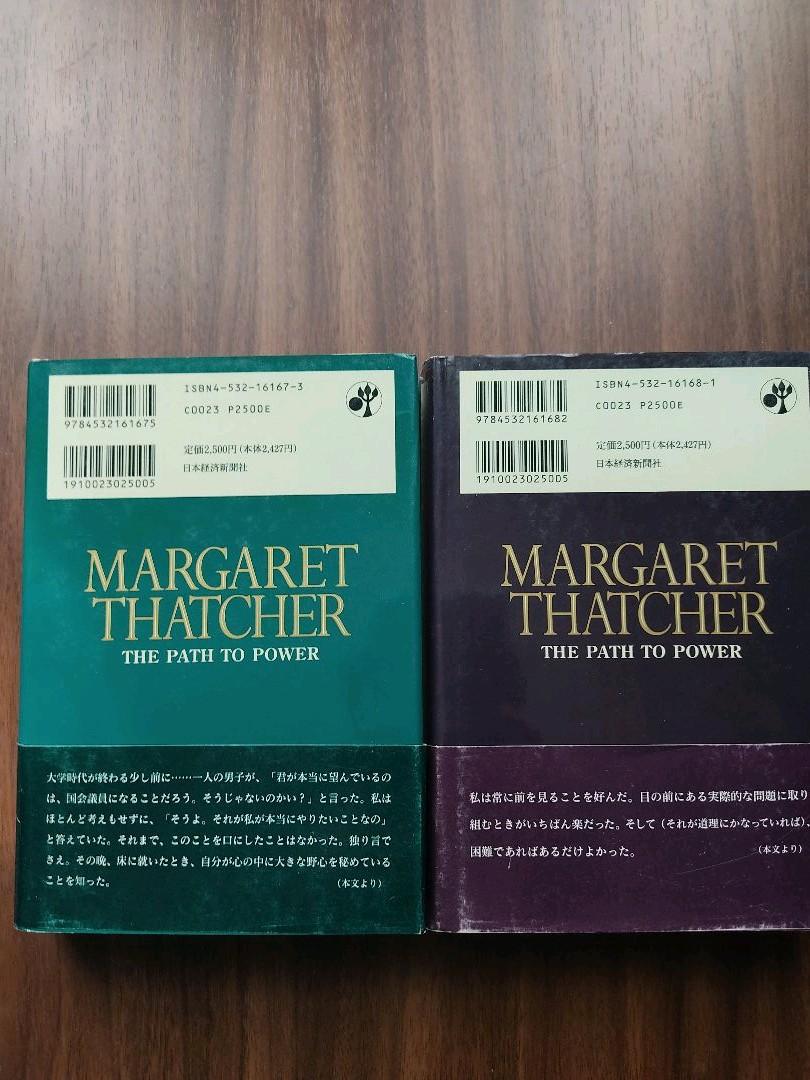 ISBN4-532-16167-3
C0023 P2500E
9784532161675
定価2,500円(本体2,427円)
日本経済新聞社
1910023025005
MARGARET
THATCHER
THE PATH TO POWER
大学時代が終わる少し前に……一人の男子が、「君が本当に望んでいるの
は、国会議員になることだろう。そうじゃないのかい？」と言った。私は
ほとんど考えもせずに、「そうよ。それが私が本当にやりたいことなの」
と答えていた。それまで、このことを口にしたことはなかった。独り言で
さえ。その晩、床に就いたとき、自分が心の中に大きな野心を秘めている
ことを知った。
(本文より)
ISBN4-532-16168-1
C0023 P2500E
9784532161682
定価2,500円(本体2,427円)
日本経済新聞社
1910023025005
MARGARET
THATCHER
THE PATH TO POWER
私は常に前を見ることを好んだ。目の前にある実際的な問題に取り
組むときがいちばん楽だった。そして（それが道理にかなっていれば）、
困難であればあるだけよかった。
(本文より)